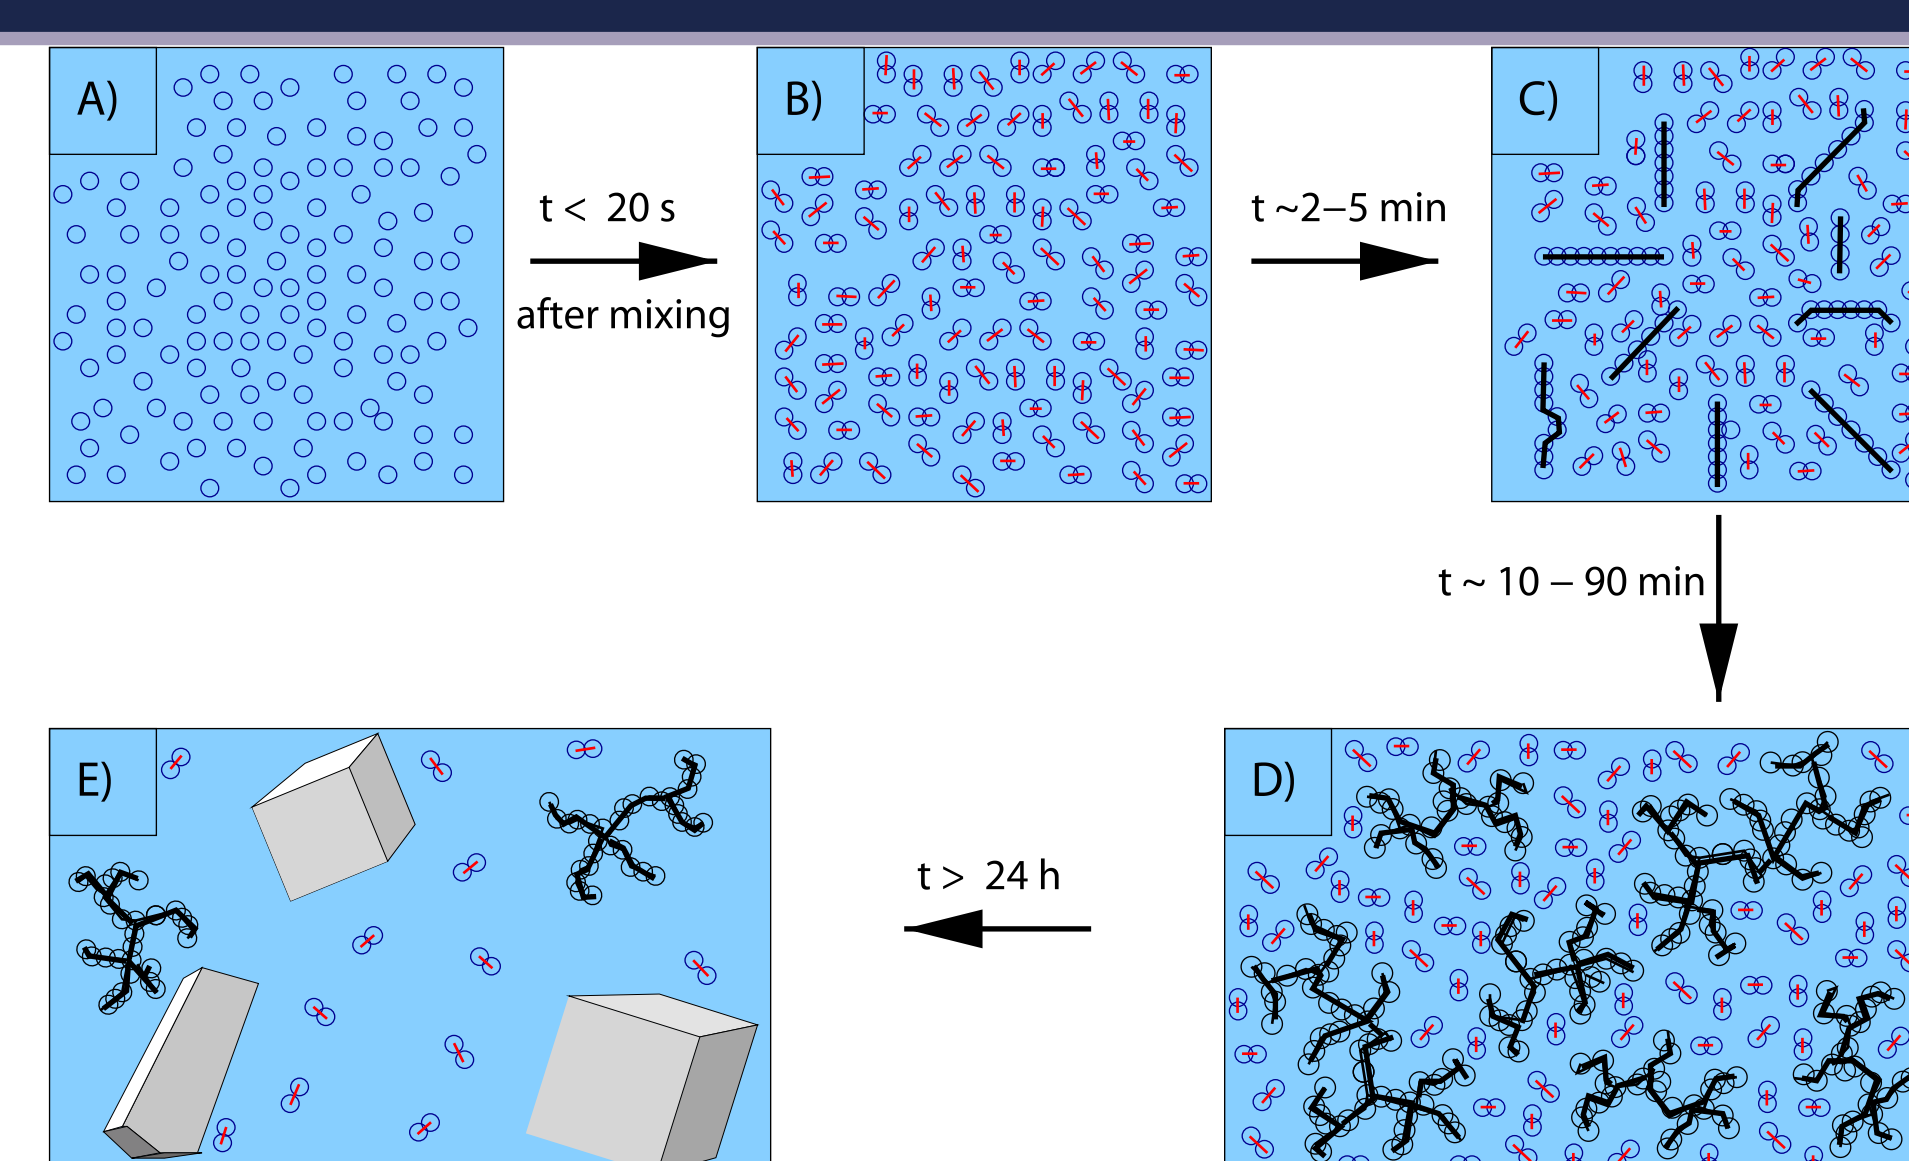 A)
t < 20 s
after mixing
B)
t ~2–5 min
C)
t ~ 10 – 90 min
D)
t > 24 h
E)